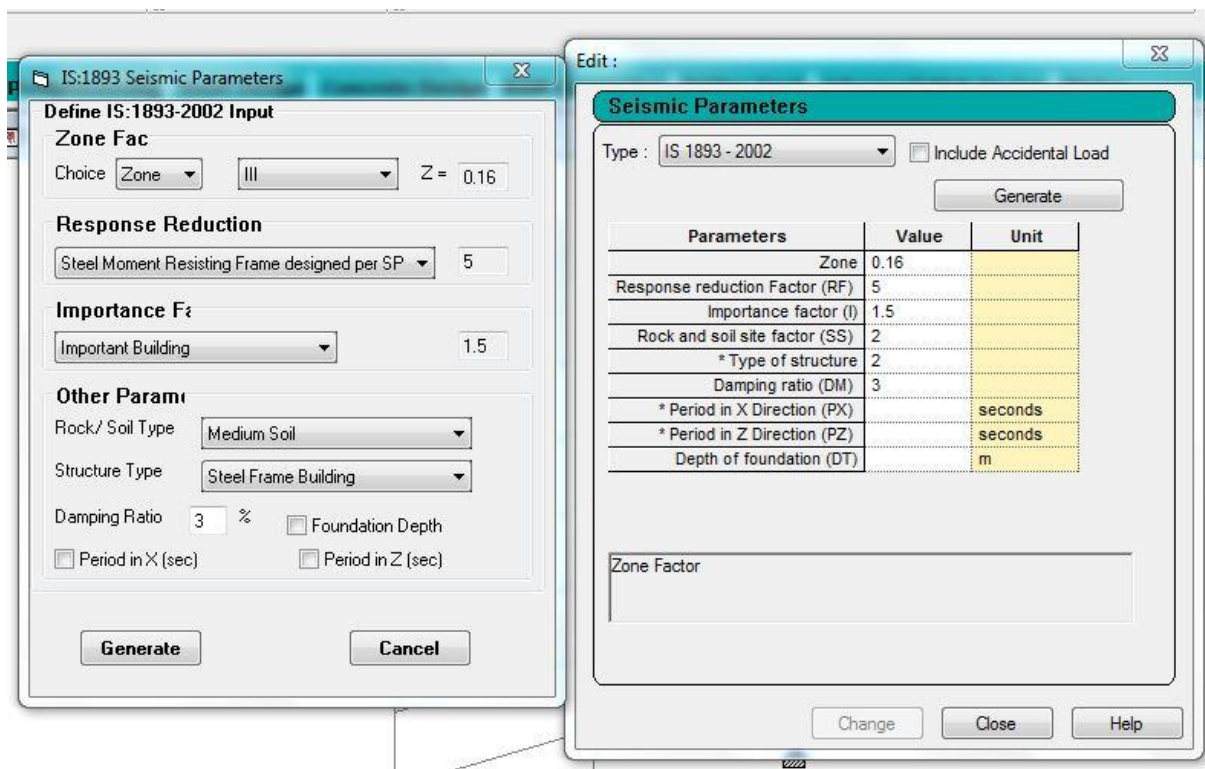 IS:1893 Seismic Parameters
Define IS:1893-2002 Input
Zone Fac
Choice Zone III Z = 0.16
Response Reduction
Steel Moment Resisting Frame designed per SP 5
Importance Fa
Important Building 1.5
Other Param
Rock/ Soil Type Medium Soil
Structure Type Steel Frame Building
Damping Ratio 3 % Foundation Depth
Period in X (sec) Period in Z (sec)
Generate Cancel
Edit :
Seismic Parameters
Type : IS 1893 - 2002 Include Accidental Load
Generate
Parameters Value Unit
Zone 0.16
Response reduction Factor (RF) 5
Importance factor (I) 1.5
Rock and soil site factor (SS) 2
* Type of structure 2
Damping ratio (DM) 3
* Period in X Direction (PX) seconds
* Period in Z Direction (PZ) seconds
Depth of foundation (DT) m
Zone Factor
Change Close Help